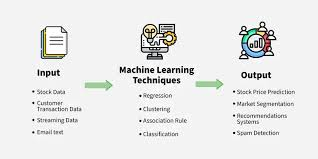 Input
Stock Data
Customer
Transaction Data
Streaming Data
Email text
Machine Learning
Techniques
Regression
Clustering
Association Rule
Classification
Output
Stock Price Prediction
Market Segmentation
Recommendations
Systems
Spam Detection